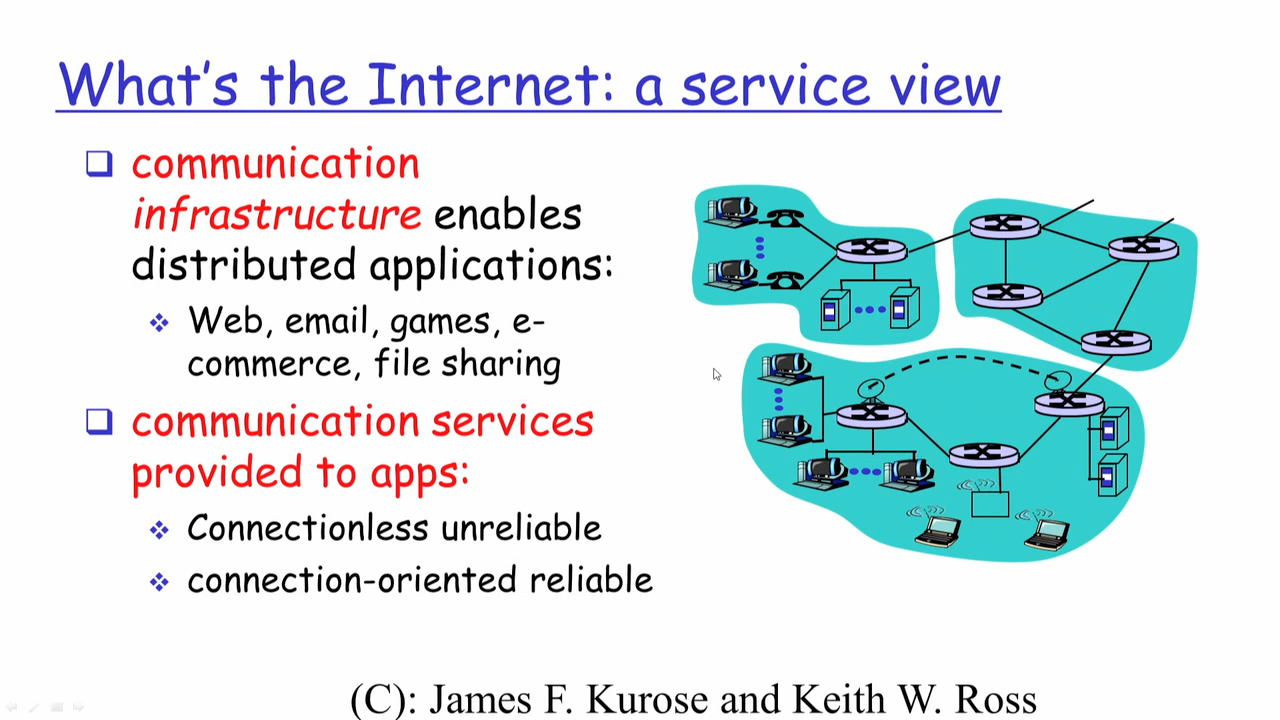 What's the Internet: a service view
communication
infrastructure enables
distributed applications:
Web, email, games, e-
commerce, file sharing
communication services
provided to apps:
Connectionless unreliable
connection-oriented reliable
(C): James F. Kurose and Keith W. Ross